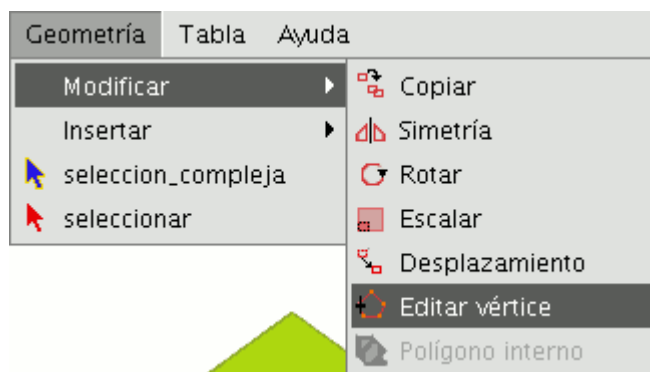 Geometría Tabla Ayuda
Modificar
Insertar
seleccion_compleja
seleccionar
Copiar
Simetría
Rotar
Escalar
Desplazamiento
Editar vértice
Polígono interno